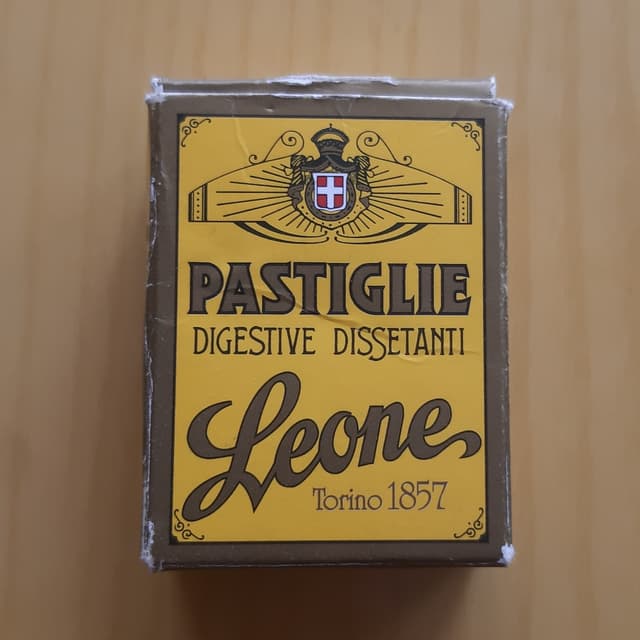 PASTIGLIE
DIGESTIVE DISSETANTI
Leone
Torino 1857